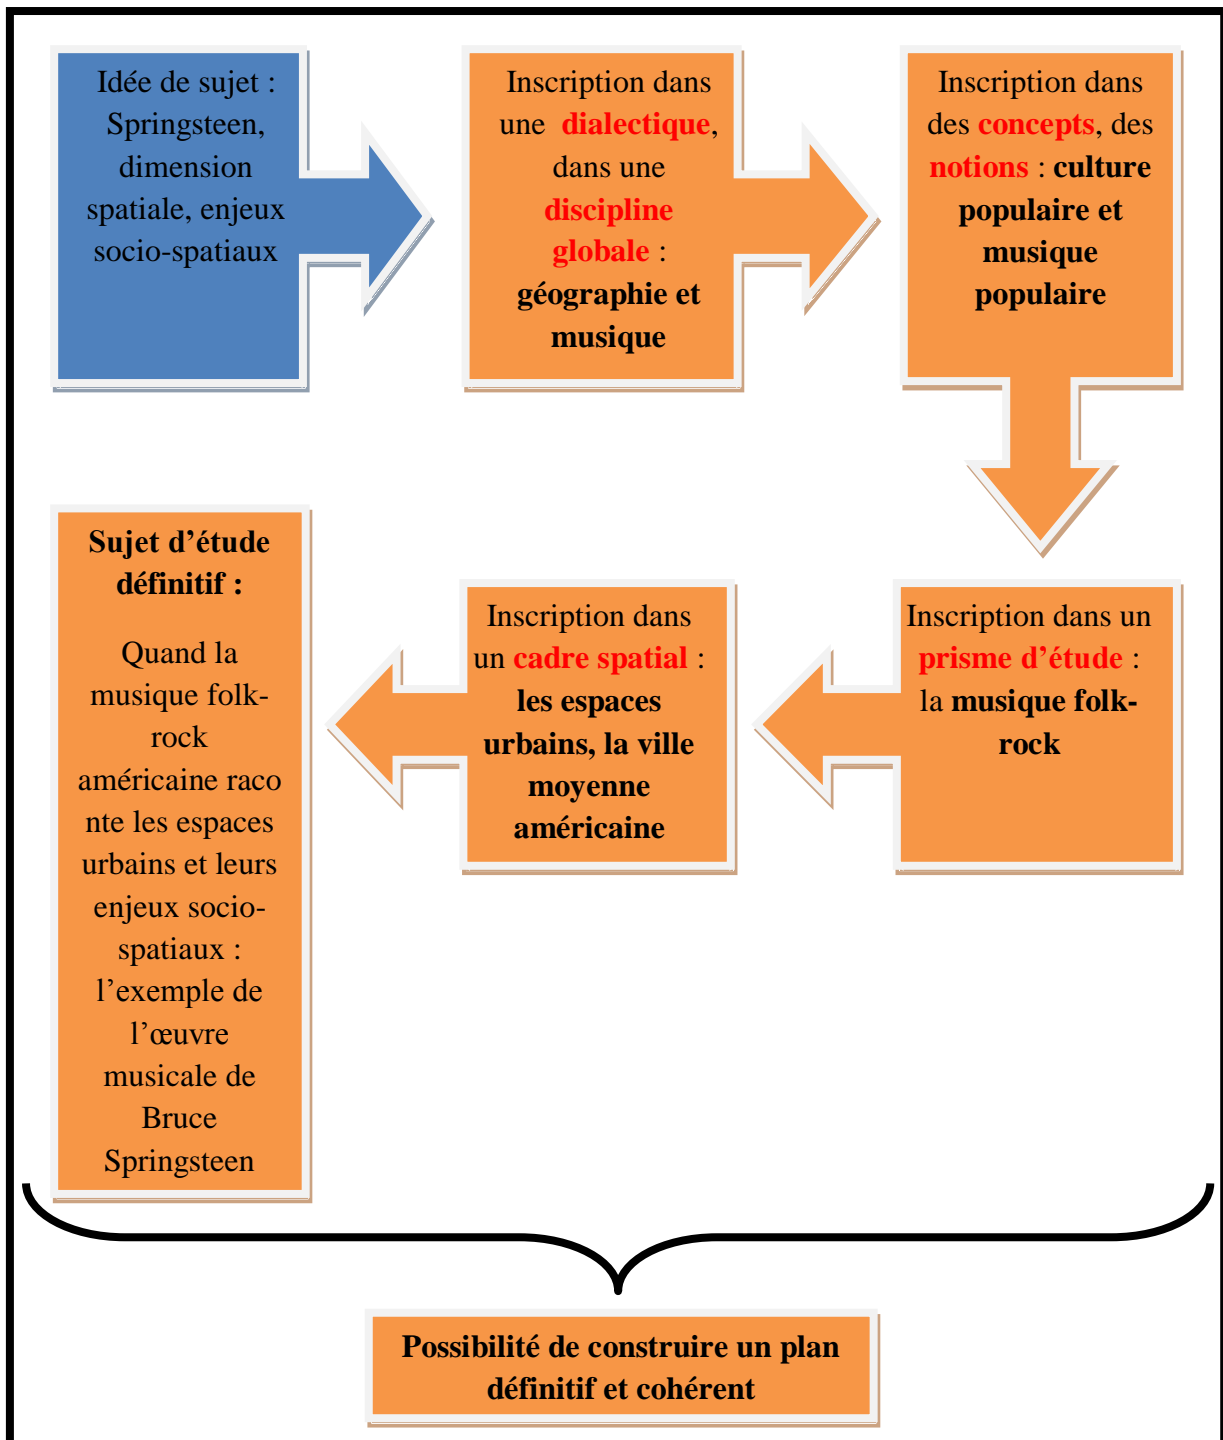 Idée de sujet :
Springsteen,
dimension
spatiale, enjeux
socio-spatiaux
Inscription dans
une dialectique,
dans une
discipline
globale :
géographie et
musique
Inscription dans
des concepts, des
notions : culture
populaire et
musique
populaire
Inscription dans un
prisme d’étude :
la musique folk-
rock
Inscription dans
un cadre spatial :
les espaces
urbains, la ville
moyenne
américaine
Sujet d’étude
définitif :
Quand la
musique folk-
rock
américaine raco
nte les espaces
urbains et leurs
enjeux socio-
spatiaux :
l’exemple de
l’œuvre
musicale de
Bruce
Springsteen
Possibilité de construire un plan
définitif et cohérent